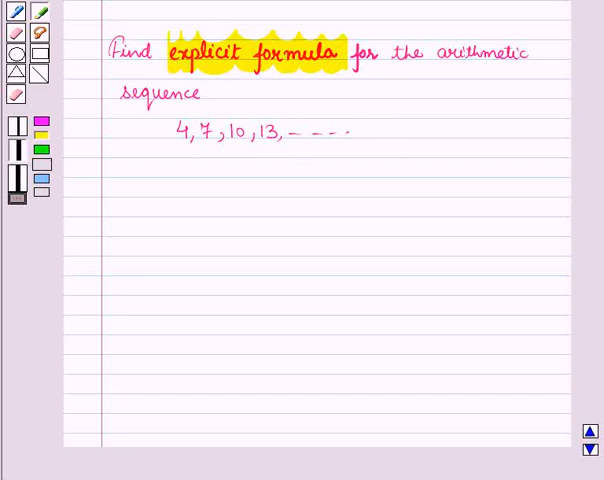 Find explicit formula for the arithmetic
sequence
4, 7, 10, 13, - - - -